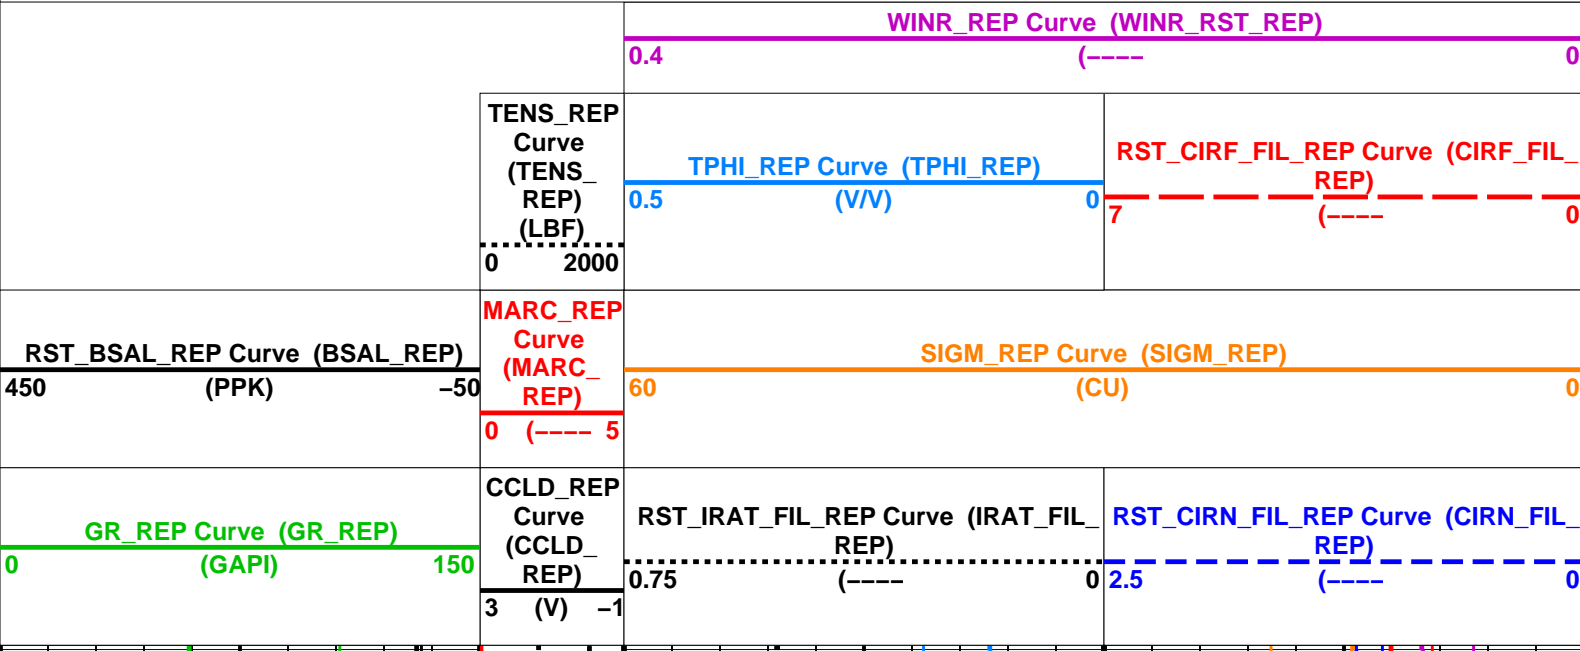 WINR_REP Curve (WINR_RST_REP)
0.4 (---- 0
TENS_REP
Curve
(TENS_
REP)
(LBF)
0 2000
TPHI_REP Curve (TPHI_REP)
0.5 (V/V) 0
RST_CIRF_FIL_REP Curve (CIRF_FIL_
REP)
7 (---- 0
RST_BSAL_REP Curve (BSAL_REP)
450 (PPK) -50
MARC_REP
Curve
(MARC_
REP)
0 (---- 5
SIGM_REP Curve (SIGM_REP)
60 (CU) 0
GR_REP Curve (GR_REP)
0 (GAPI) 150
CCLD_REP
Curve
(CCLD_
REP)
3 (V) -1
RST_IRAT_FIL_REP Curve (IRAT_FIL_
REP)
0.75 (---- 0
RST_CIRN_FIL_REP Curve (CIRN_FIL_
REP)
2.5 (---- 0